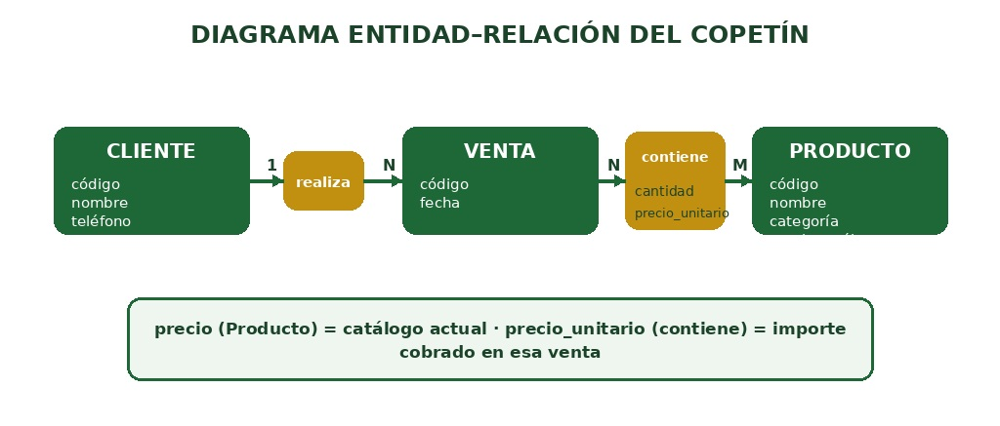 DIAGRAMA ENTIDAD–RELACIÓN DEL COPETÍN
CLIENTE
código
nombre
teléfono
1
realiza
N
VENTA
código
fecha
N
contiene
cantidad
precio_unitario
M
PRODUCTO
código
nombre
categoría
precio (Producto) = catálogo actual · precio_unitario (contiene) = importe
cobrado en esa venta